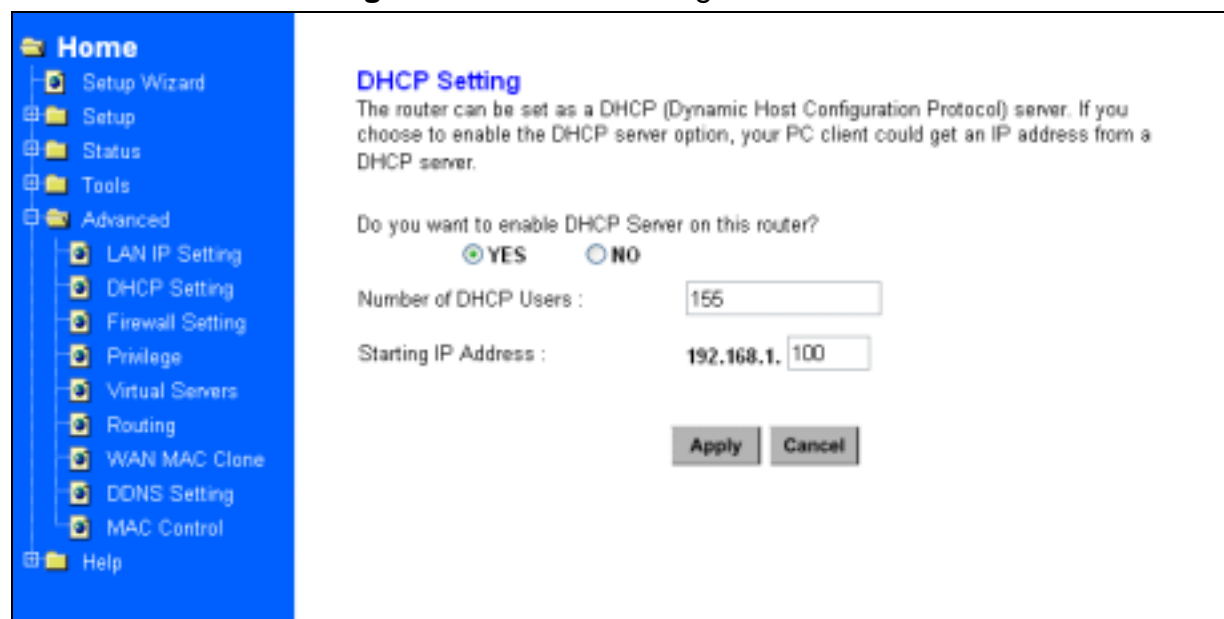 Home
Setup Wizard
Setup
Status
Tools
Advanced
LAN IP Setting
DHCP Setting
Firewall Setting
Privilege
Virtual Servers
Routing
WAN MAC Clone
DDNS Setting
MAC Control
Help
DHCP Setting
The router can be set as a DHCP (Dynamic Host Configuration Protocol) server. If you
choose to enable the DHCP server option, your PC client could get an IP address from a
DHCP server.
Do you want to enable DHCP Server on this router?
YES NO
Number of DHCP Users : 155
Starting IP Address : 192.168.1. 100
Apply Cancel